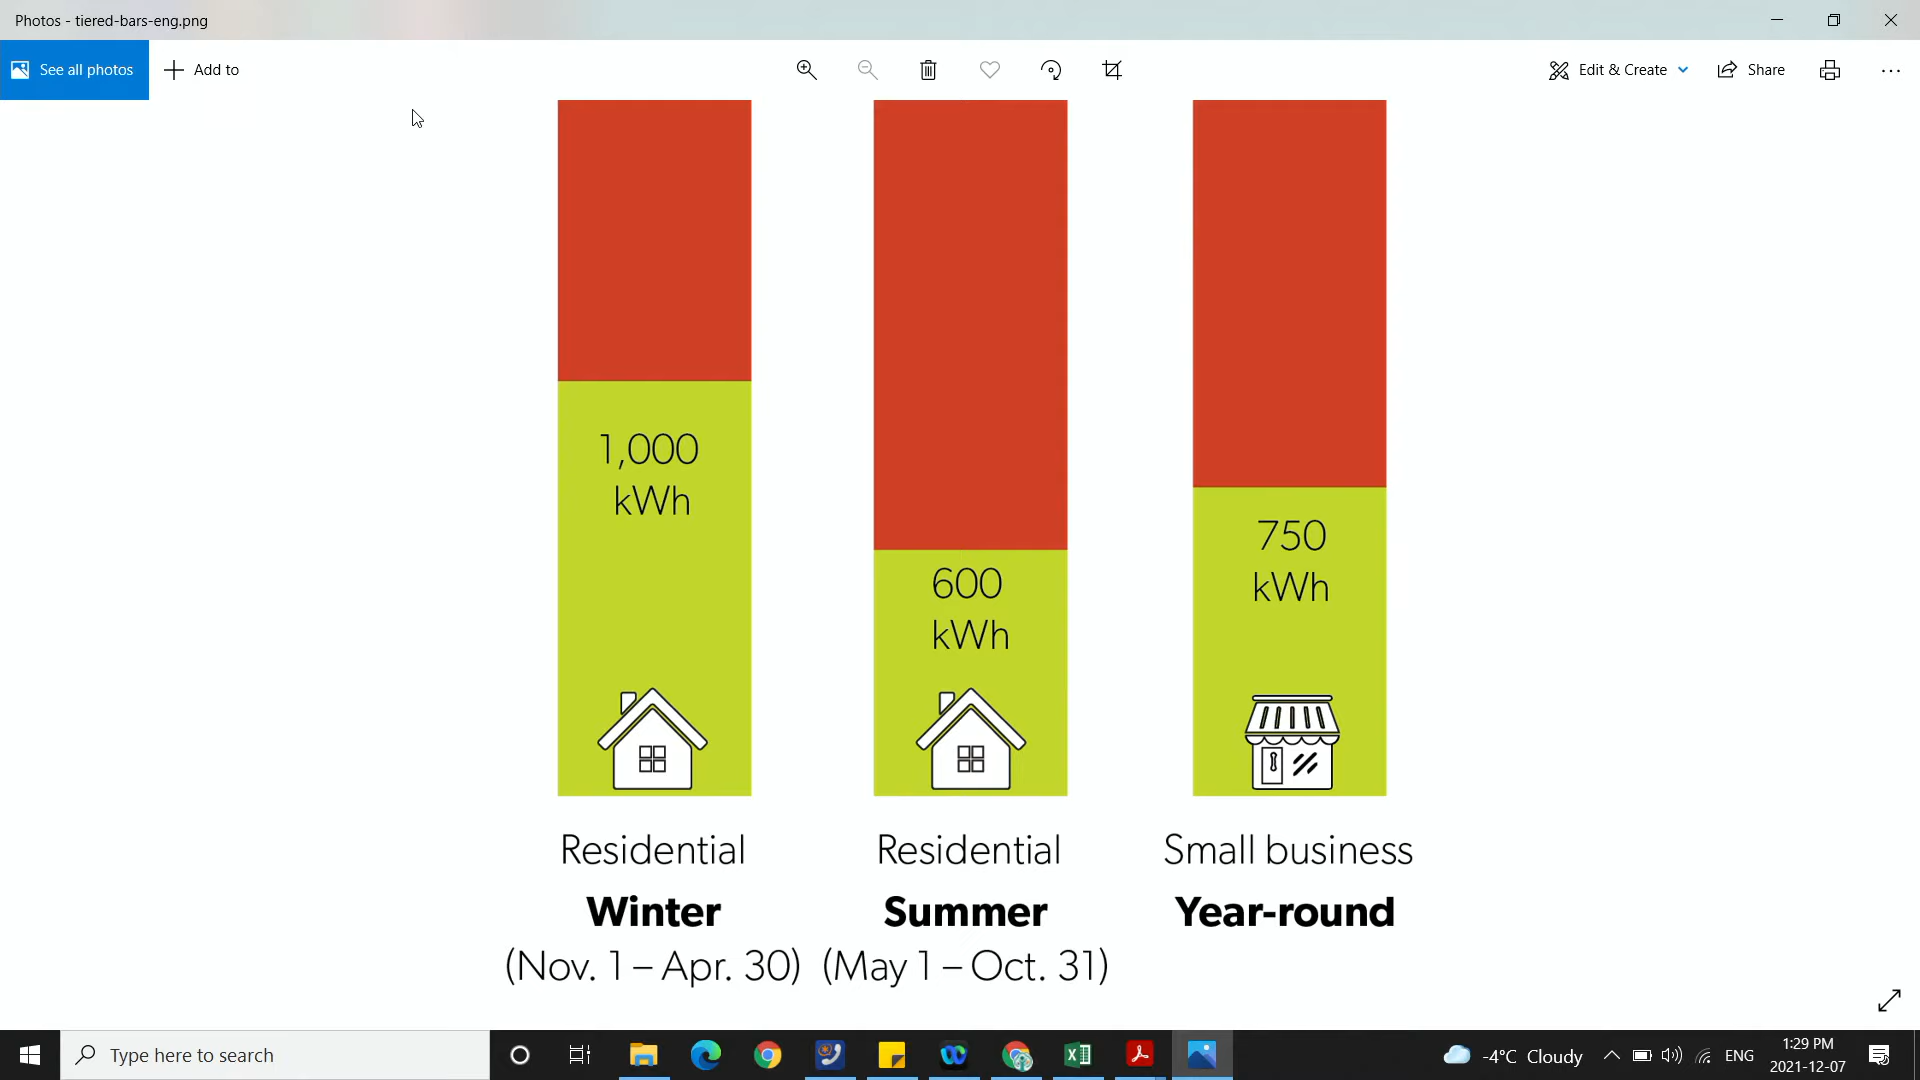 Photos - tiered-bars-eng.png
See all photos
Add to
Edit & Create
Share
1,000
kWh
600
kWh
750
kWh
Residential
Winter
(Nov. 1 – Apr. 30)
Residential
Summer
(May 1 – Oct. 31)
Small business
Year-round
Type here to search
-4°C Cloudy
ENG
1:29 PM
2021-12-07